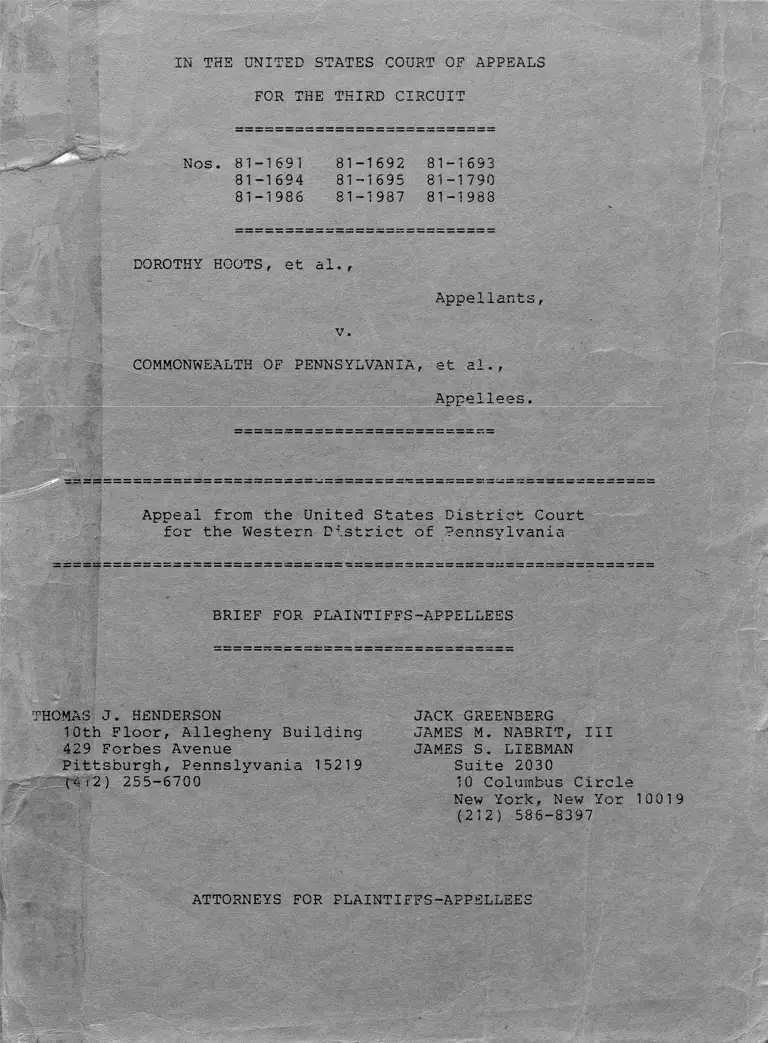 IN THE UNITED STATES COURT OF APPEALS
FOR THE THIRD CIRCUIT
==========================
Nos. 81-1691 81-1692 81-1693
81-1694 81-1695 81-1790
81-1986 81-1987 81-1988
==========================
DOROTHY HOOTS, et al.,
Appellants,
v.
COMMONWEALTH OF PENNSYLVANIA, et al.,
Appellees.
==========================
===========================================================
Appeal from the United States District Court
for the Western District of Pennsylvania
============================================================
BRIEF FOR PLAINTIFFS-APPELLEES
==============================
THOMAS J. HENDERSON
10th Floor, Allegheny Building
429 Forbes Avenue
Pittsburgh, Pennslyvania 15219
(412) 255-6700
JACK GREENBERG
JAMES M. NABRIT, III
JAMES S. LIEBMAN
Suite 2030
10 Columbus Circle
New York, New Yor 10019
(212) 586-8397
ATTORNEYS FOR PLAINTIFFS-APPELLEES